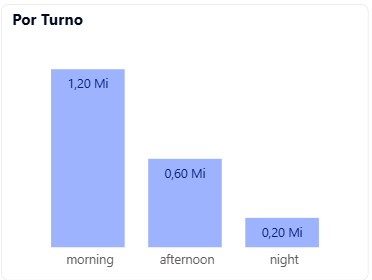 Por Turno
1,20 Mi
0,60 Mi
0,20 Mi
morning
afternoon
night